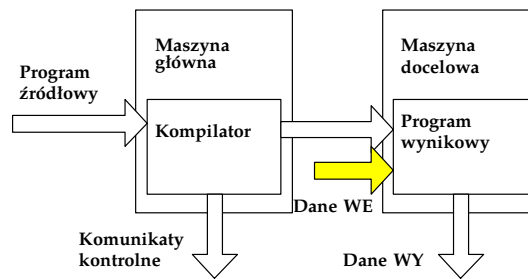 Maszyna
główna
Maszyna
docelowa
Program
źródłowy
Kompilator
Program
wynikowy
Dane WE
Komunikaty
kontrolne
Dane WY